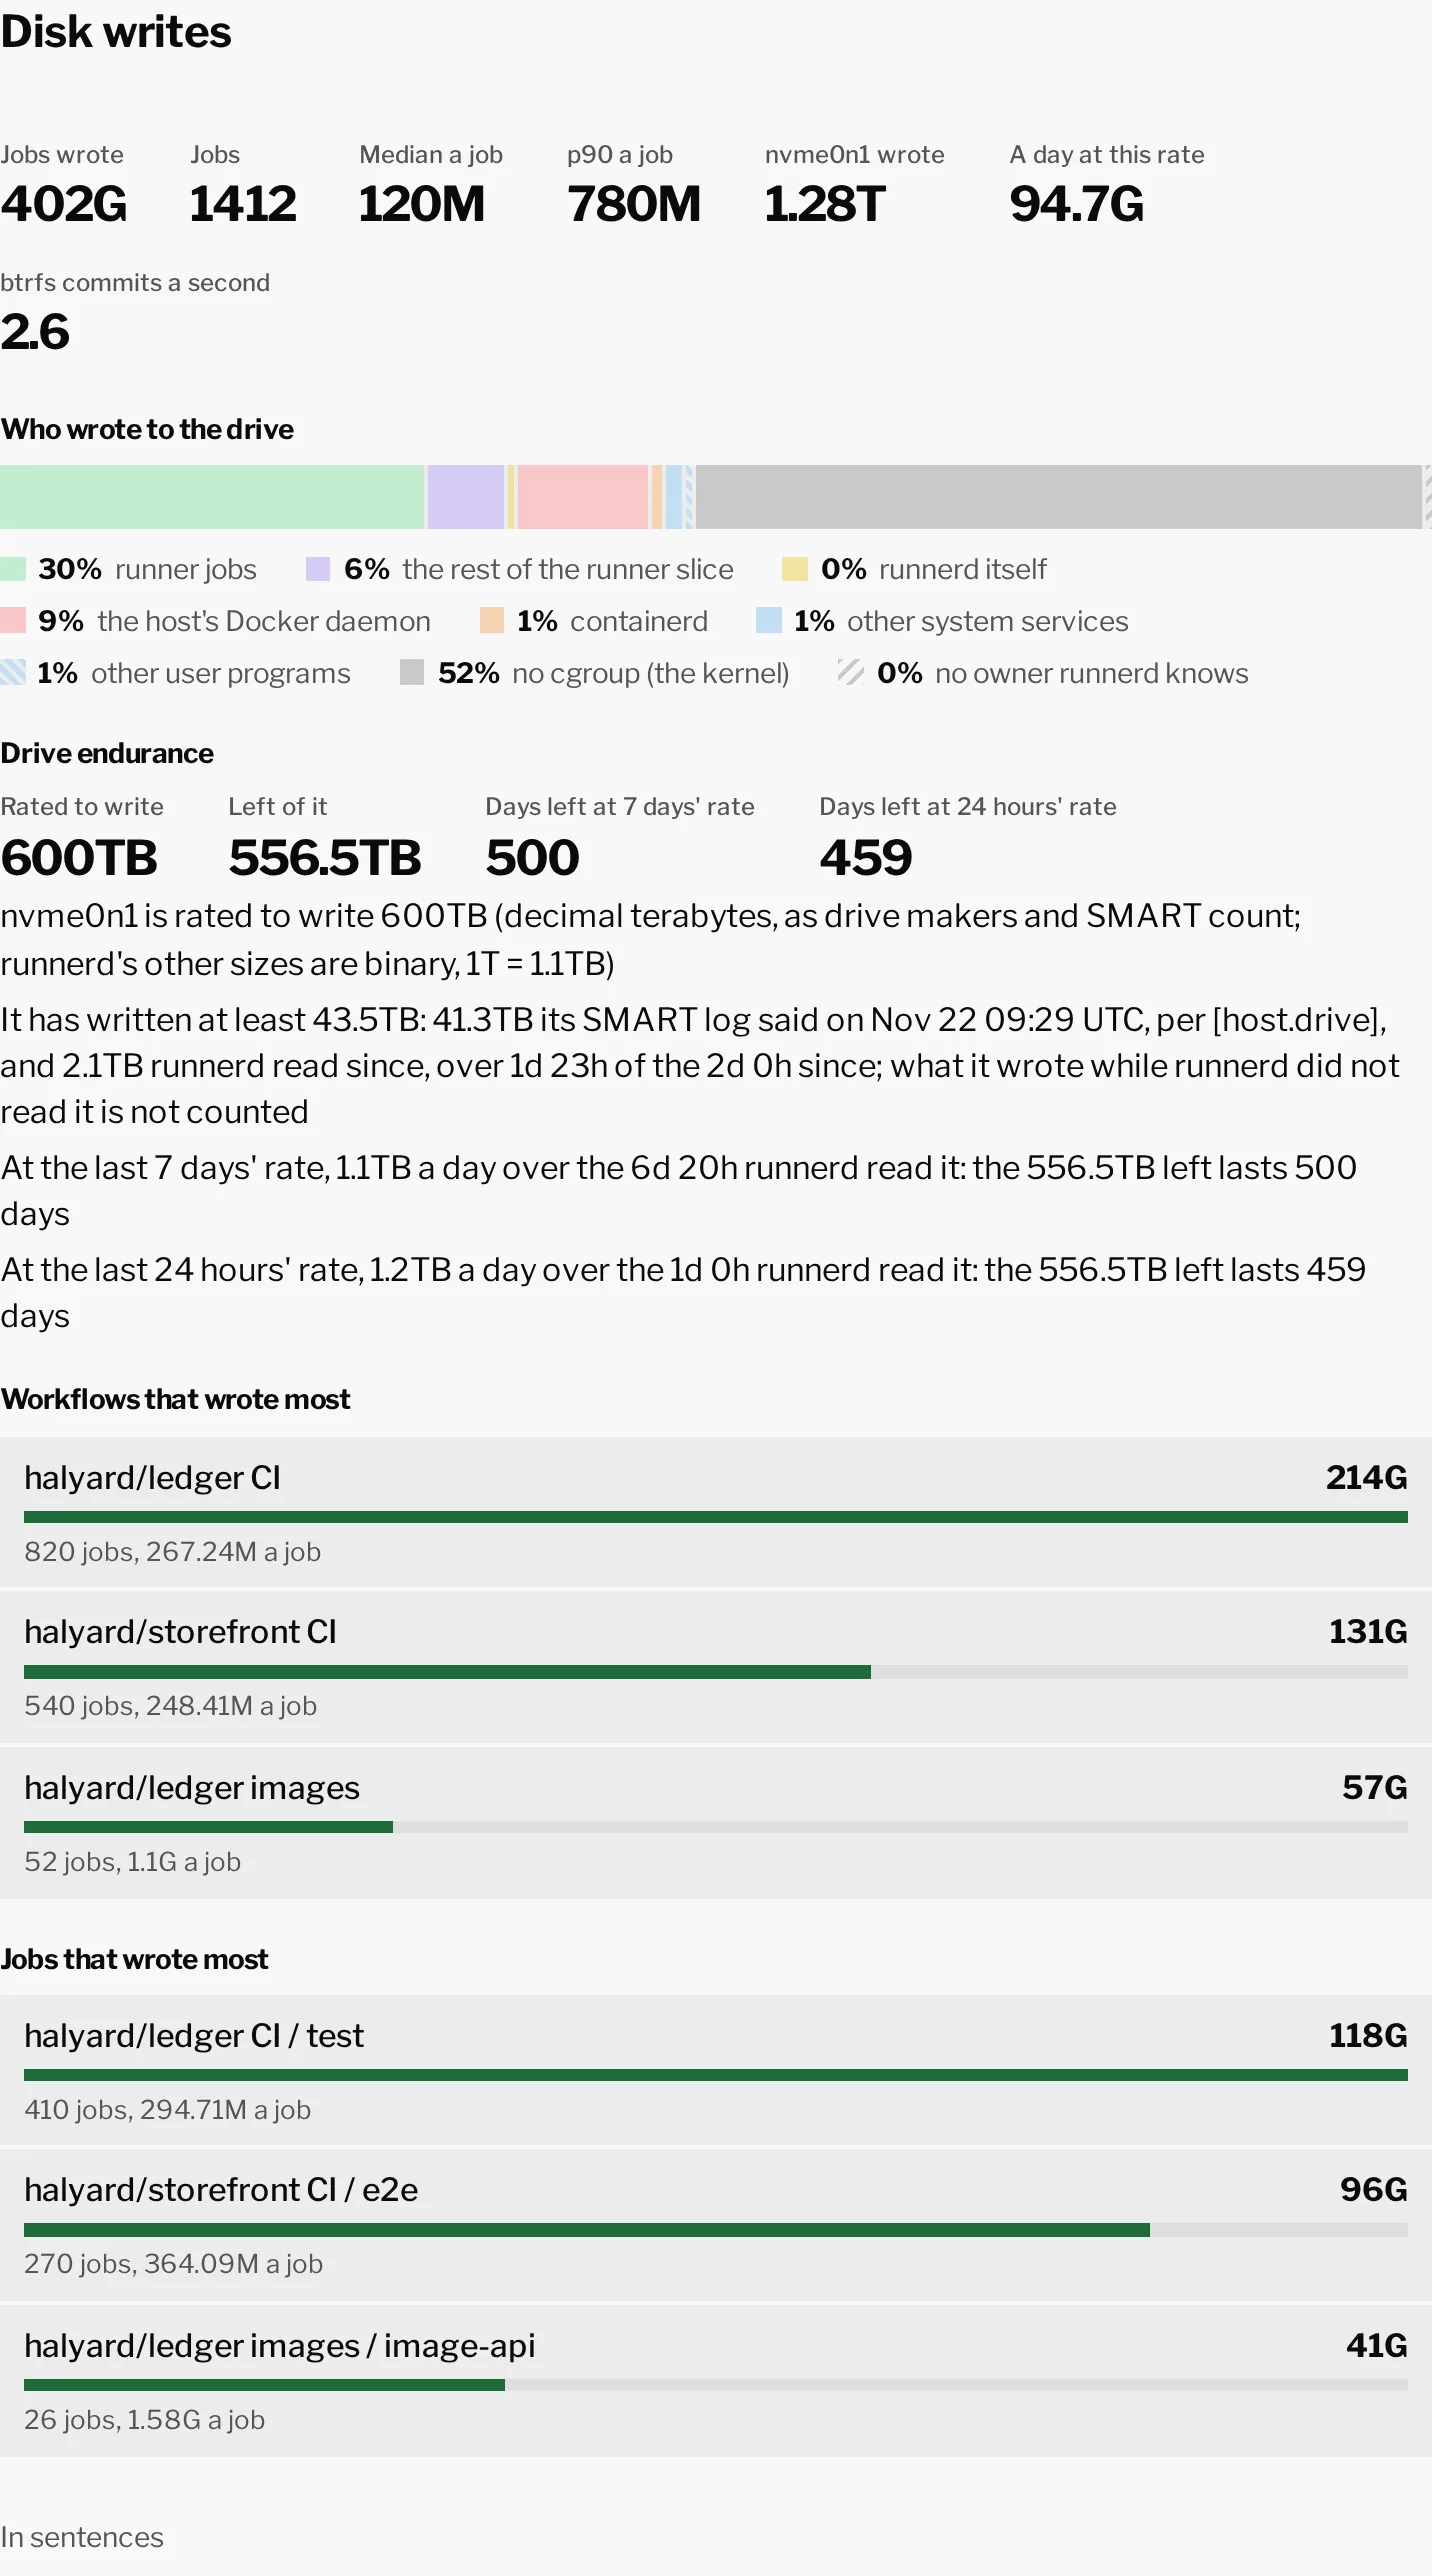 Disk writes
Jobs wrote
402G
Jobs
1412
Median a job
120M
p90 a job
780M
nvme0n1 wrote
1.28T
A day at this rate
94.7G
btrfs commits a second
2.6
Who wrote to the drive
30% runner jobs
6% the rest of the runner slice
0% runnerd itself
9% the host's Docker daemon
1% containerd
1% other system services
1% other user programs
52% no cgroup (the kernel)
0% no owner runnerd knows
Drive endurance
Rated to write
600TB
Left of it
556.5TB
Days left at 7 days' rate
500
Days left at 24 hours' rate
459
nvme0n1 is rated to write 600TB (decimal terabytes, as drive makers and SMART count;
runnerd's other sizes are binary, 1T = 1.1TB)
It has written at least 43.5TB: 41.3TB its SMART log said on Nov 22 09:29 UTC, per [host.drive],
and 2.1TB runnerd read since, over 1d 23h of the 2d 0h since; what it wrote while runnerd did not
read it is not counted
At the last 7 days' rate, 1.1TB a day over the 6d 20h runnerd read it: the 556.5TB left lasts 500
days
At the last 24 hours' rate, 1.2TB a day over the 1d 0h runnerd read it: the 556.5TB left lasts 459
days
Workflows that wrote most
halyard/ledger CI
214G
820 jobs, 267.24M a job
halyard/storefront CI
131G
540 jobs, 248.41M a job
halyard/ledger images
57G
52 jobs, 1.1G a job
Jobs that wrote most
halyard/ledger CI / test
118G
410 jobs, 294.71M a job
halyard/storefront CI / e2e
96G
270 jobs, 364.09M a job
halyard/ledger images / image-api
41G
26 jobs, 1.58G a job
In sentences